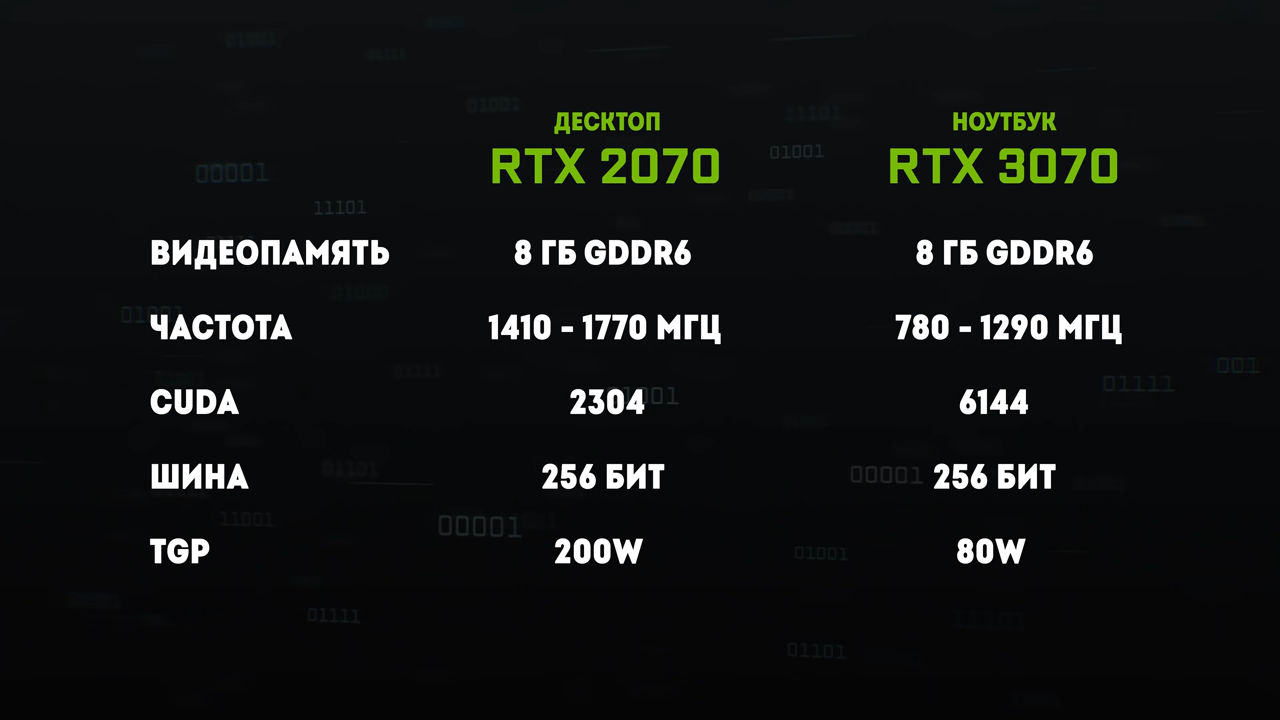 ДЕСКТОП НОУТБУК
RTX 2070 RTX 3070
ВИДЕОПАМЯТЬ 8 ГБ GDDR6 8 ГБ GDDR6
ЧАСТОТА 1410 - 1770 МГЦ 780 - 1290 МГЦ
CUDA 2304 6144
ШИНА 256 БИТ 256 БИТ
TGP 200W 80W